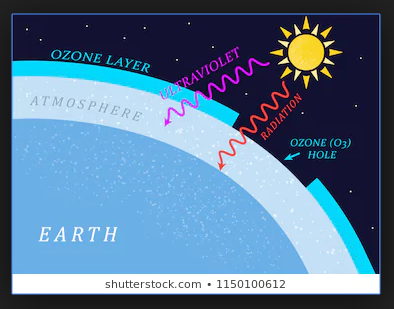 OZONE LAYER
ULTRAVIOLET
ATMOSPHERE
RADIATION
OZONE (O3)
HOLE
EARTH
shutterstock.com • 1150100612